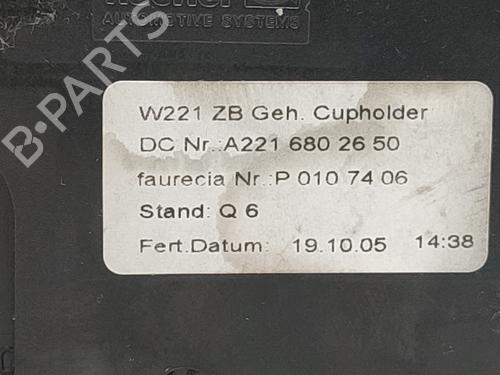 AUTOMOTIVE SYSTEMS
W221 ZB Geh. Cupholder
DC Nr.:A221 680 26 50
faurecia Nr.:P 010 74 06
Stand: Q 6
Fert.Datum: 19.10.05 14:38
B-PARTS